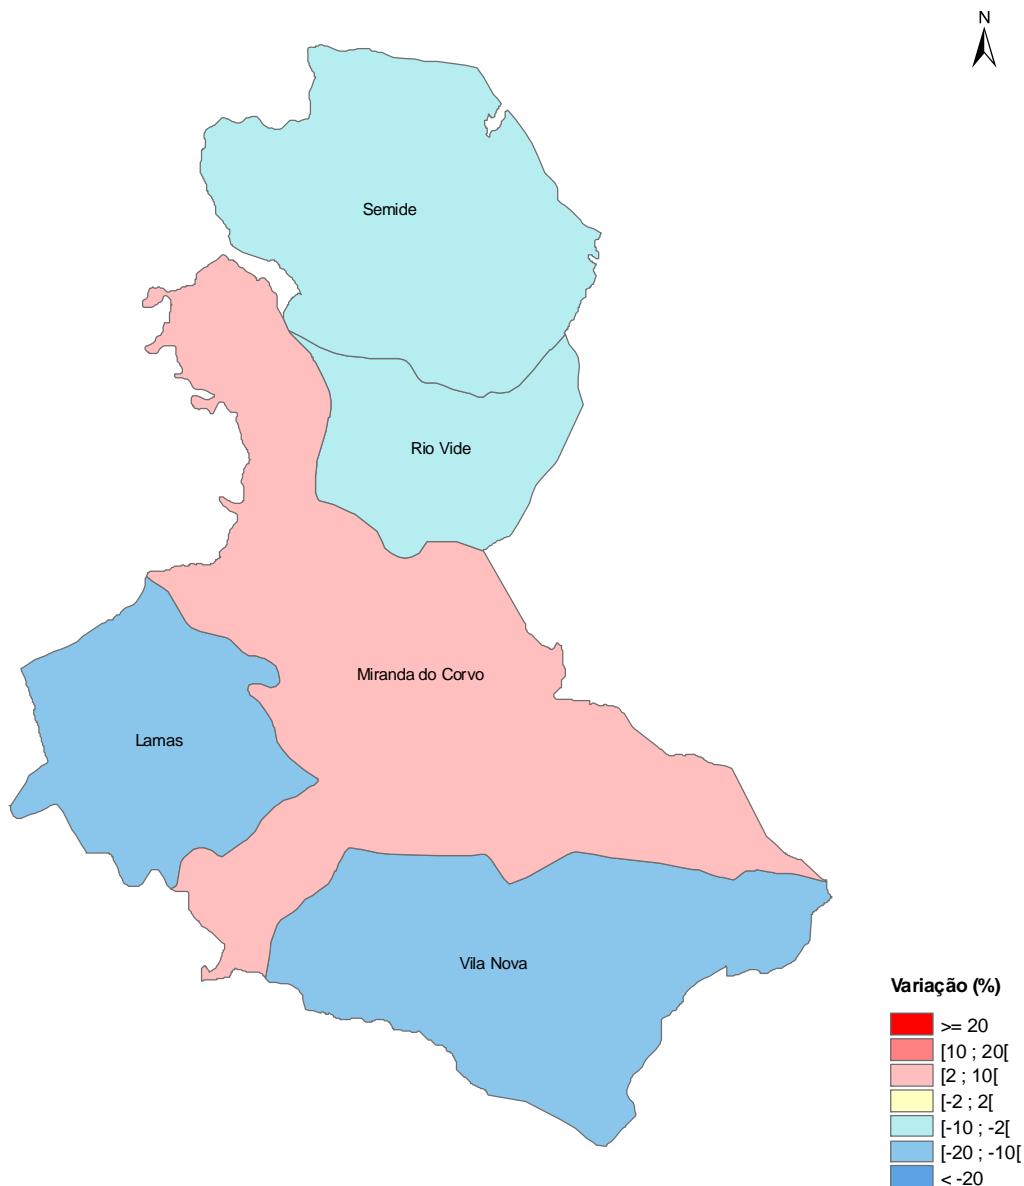 N
Semide
Rio Vide
Miranda do Corvo
Lamas
Vila Nova
Variação (%)
>= 20
[10 ; 20[
[2 ; 10[
[-2 ; 2[
[-10 ; -2[
[-20 ; -10[
< -20